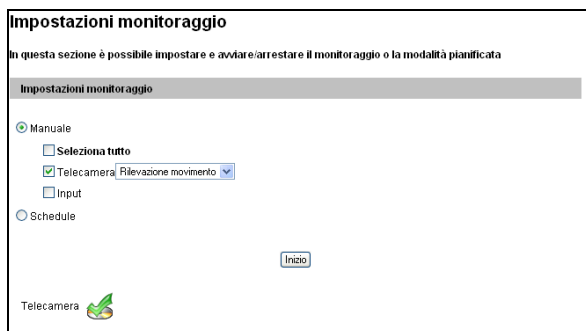 Impostazioni monitoraggio
In questa sezione è possibile impostare e avviare/arrestare il monitoraggio o la modalità pianificata
Impostazioni monitoraggio
Manuale
Seleziona tutto
Telecamera Rilevazione movimento
Input
Schedule
Inizio
Telecamera